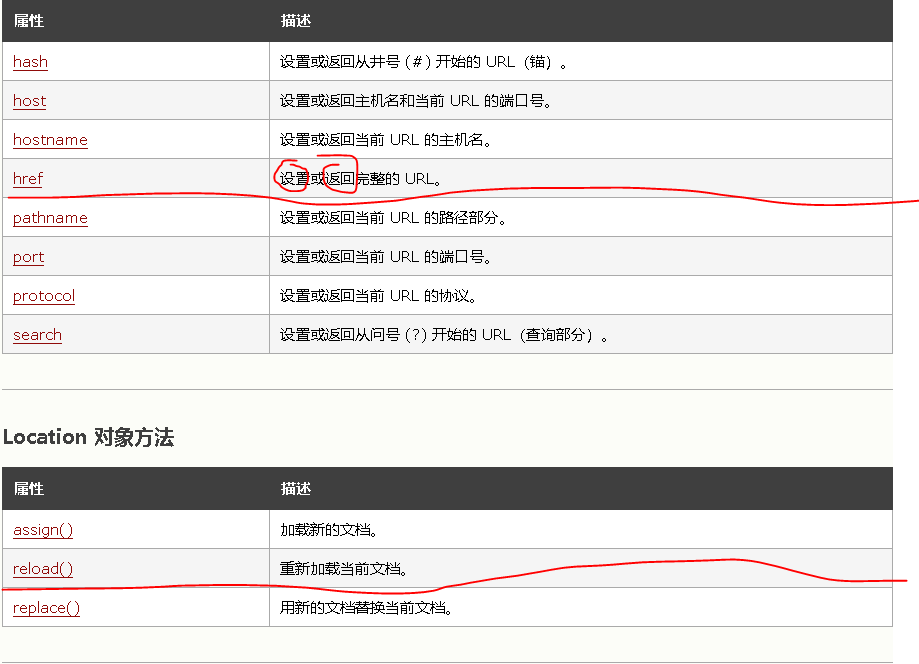 属性 描述
hash 设置或返回从井号 (#) 开始的 URL（锚）。
host 设置或返回主机名和当前 URL 的端口号。
hostname 设置或返回当前 URL 的主机名。
href 设置或返回完整的 URL。
pathname 设置或返回当前 URL 的路径部分。
port 设置或返回当前 URL 的端口号。
protocol 设置或返回当前 URL 的协议。
search 设置或返回从问号 (?) 开始的 URL（查询部分）。
Location 对象方法
属性 描述
assign() 加载新的文档。
reload() 重新加载当前文档。
replace() 用新的文档替换当前文档。